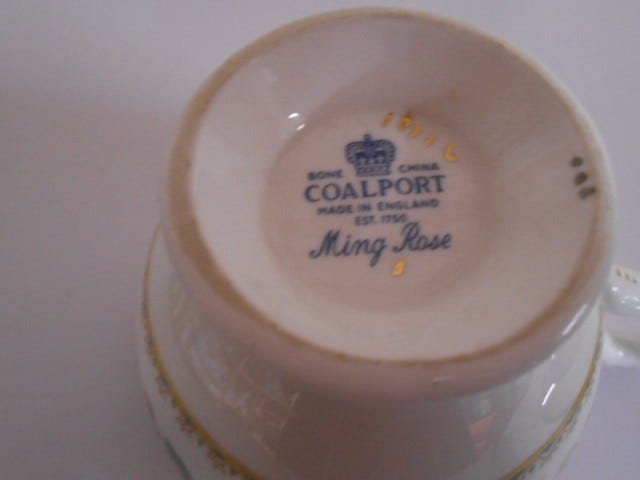 BONE CHINA
COALPORT
MADE IN ENGLAND
EST. 1750
Ming Rose